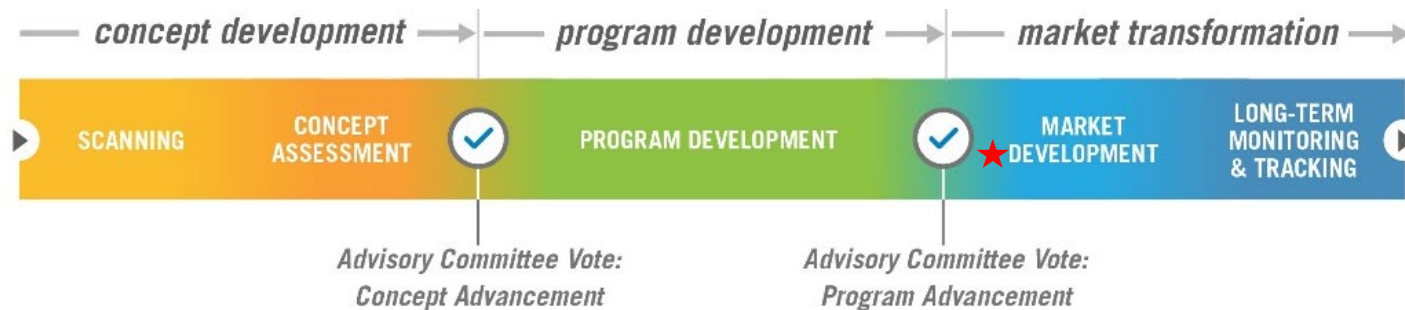 concept development
program development
market transformation
SCANNING
CONCEPT
ASSESSMENT
PROGRAM DEVELOPMENT
MARKET
DEVELOPMENT
LONG-TERM
MONITORING
& TRACKING
Advisory Committee Vote:
Concept Advancement
Advisory Committee Vote:
Program Advancement